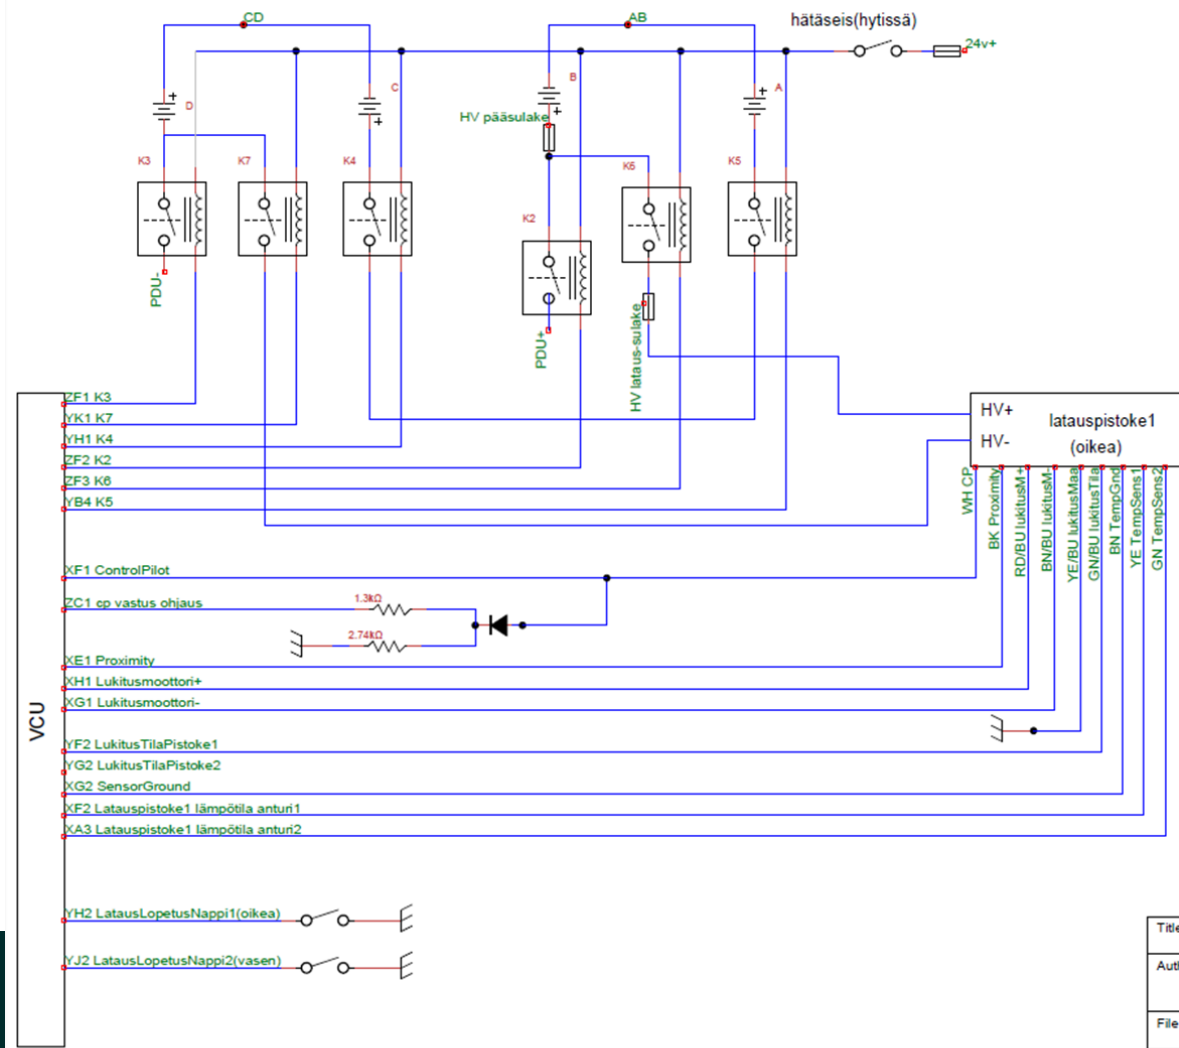 CD
AB
hätäseis(hytissä)
24v+
+
D
C
+
B
+
A
+
HV pääsulake
K3
K7
K4
K6
K5
K2
PDU-
PDU+
HV lataus-sulake
ZF1 K3
YK1 K7
YH1 K4
ZF2 K2
ZF3 K6
YB4 K5
HV+
HV-
latauspistoke1
(oikea)
WH CP
BK Proximity
RD/BU lukitusM+
BN/BU lukitusM-
YE/BU lukitusMaa
GN/BU lukitusTila
BN TempGnd
YE TempSens1
GN TempSens2
XF1 ControlPilot
ZC1 cp vastus ohjaus
1.3kΩ
2.74kΩ
XE1 Proximity
XH1 Lukitusmoottori+
XG1 Lukitusmoottori-
VCU
YF2 LukitusTilaPistoke1
YG2 LukitusTilaPistoke2
XG2 SensorGround
XF2 Latauspistoke1 lämpötila anturi1
XA3 Latauspistoke1 lämpötila anturi2
YH2 LatausLopetusNappi1(oikea)
YJ2 LatausLopetusNappi2(vasen)
File